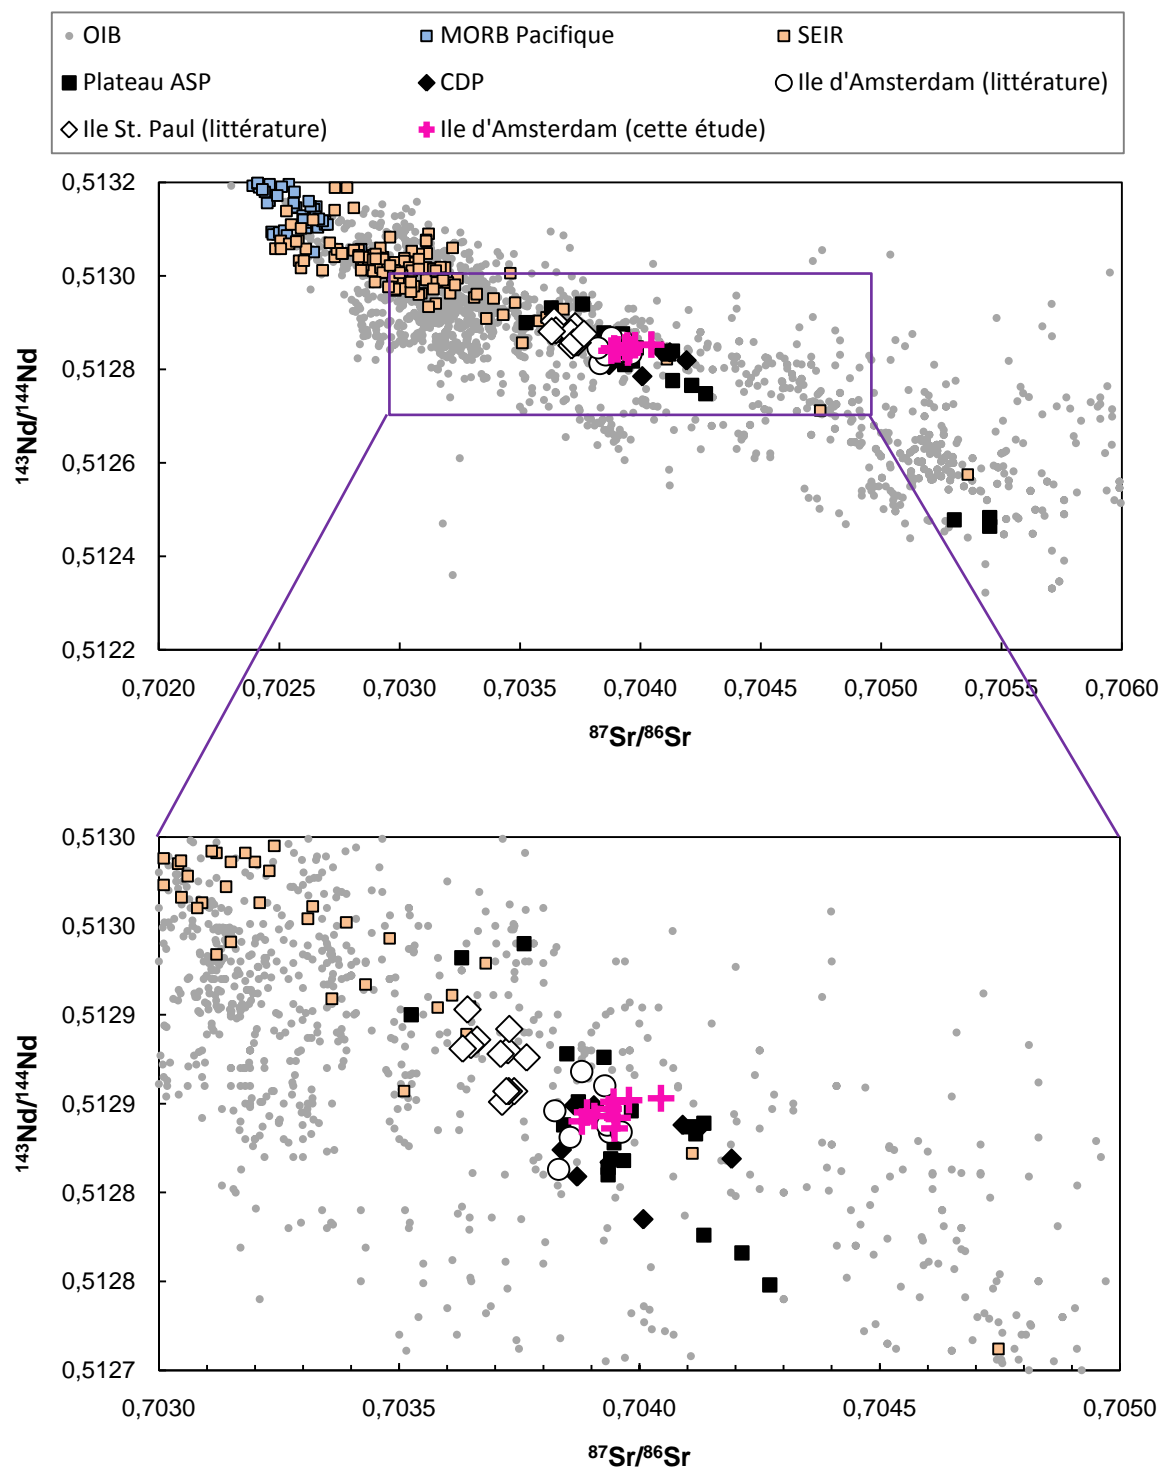 OIB MORB Pacifique SEIR
Plateau ASP CDP Ile d'Amsterdam (littérature)
Ile St. Paul (littérature) Ile d'Amsterdam (cette étude)
0,5132
0,5130
0,5128
0,5126
0,5124
0,5122
143Nd/144Nd
0,7020 0,7025 0,7030 0,7035 0,7040 0,7045 0,7050 0,7055 0,7060
87Sr/86Sr
0,5130
0,5130
0,5129
0,5129
0,5128
0,5128
0,5127
143Nd/144Nd
0,7030 0,7035 0,7040 0,7045 0,7050
87Sr/86Sr